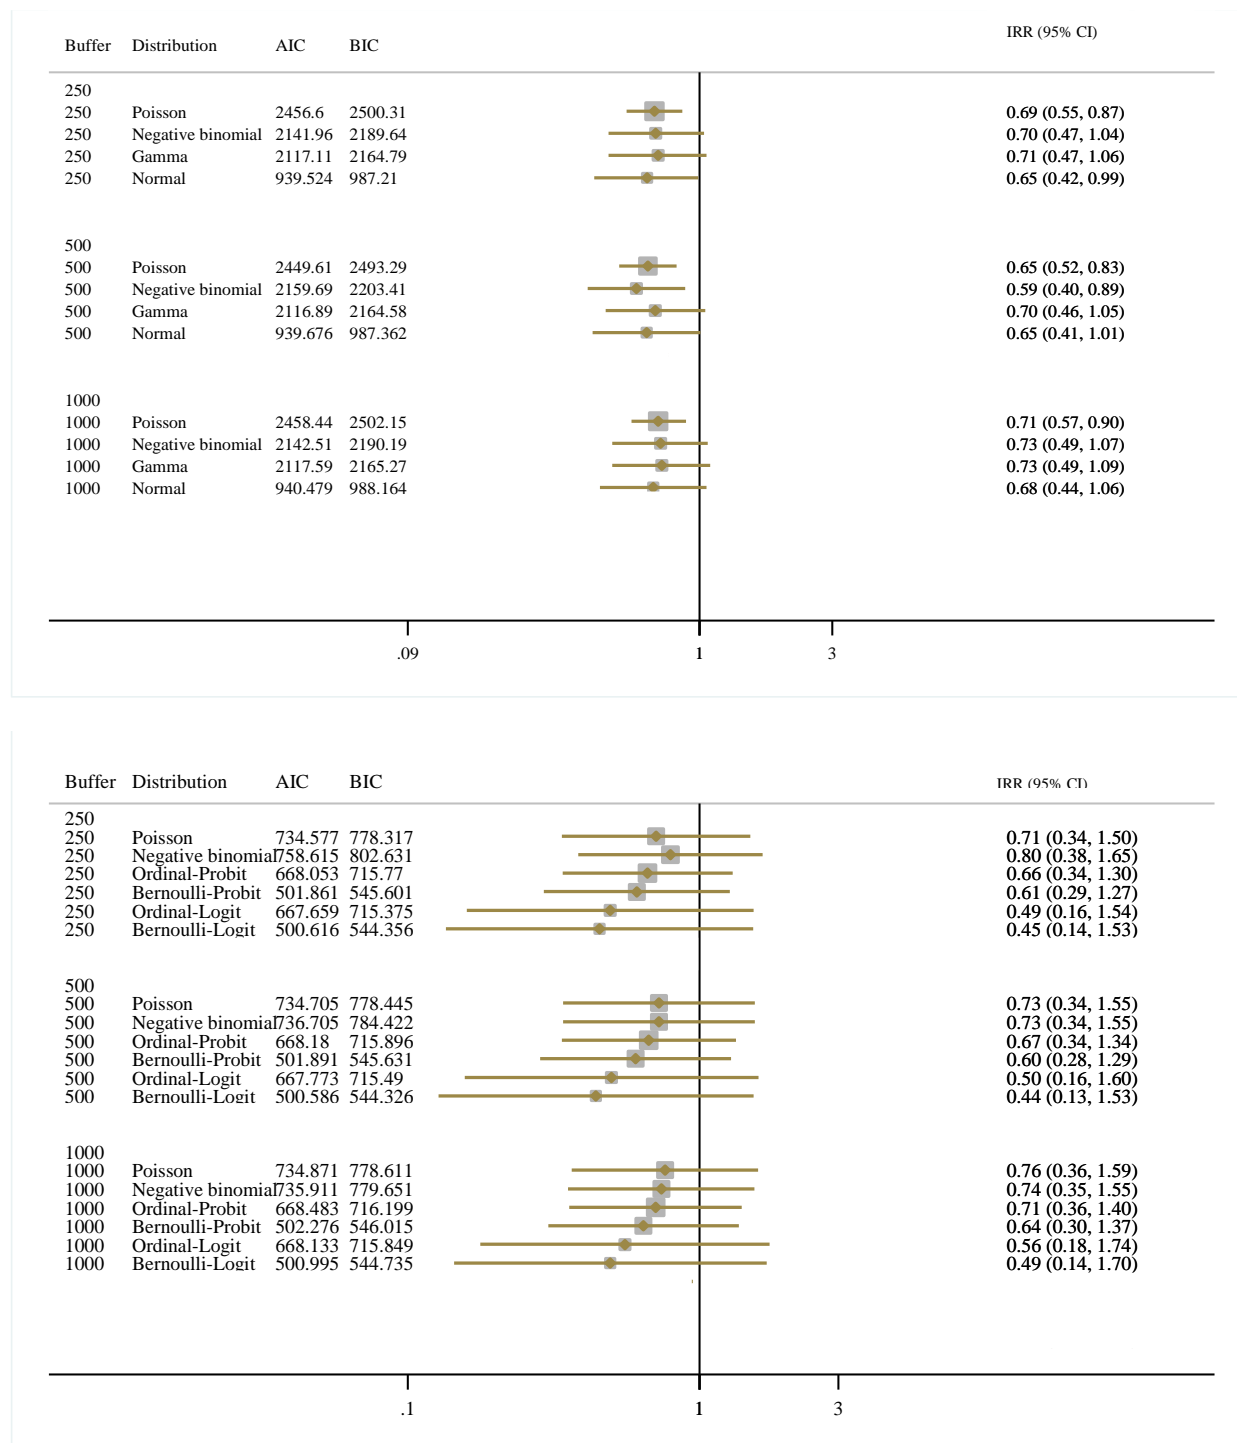 IRR (95% CI)
Buffer Distribution AIC BIC
250
250 Poisson 2456.6 2500.31 0.69 (0.55, 0.87)
250 Negative binomial 2141.96 2189.64 0.70 (0.47, 1.04)
250 Gamma 2117.11 2164.79 0.71 (0.47, 1.06)
250 Normal 939.524 987.21 0.65 (0.42, 0.99)
500
500 Poisson 2449.61 2493.29 0.65 (0.52, 0.83)
500 Negative binomial 2159.69 2203.41 0.59 (0.40, 0.89)
500 Gamma 2116.89 2164.58 0.70 (0.46, 1.05)
500 Normal 939.676 987.362 0.65 (0.41, 1.01)
1000
1000 Poisson 2458.44 2502.15 0.71 (0.57, 0.90)
1000 Negative binomial 2142.51 2190.19 0.73 (0.49, 1.07)
1000 Gamma 2117.59 2165.27 0.73 (0.49, 1.09)
1000 Normal 940.479 988.164 0.68 (0.44, 1.06)
.09 1 3
Buffer Distribution AIC BIC IRR (95% CI)
250
250 Poisson 734.577 778.317 0.71 (0.34, 1.50)
250 Negative binomial 758.615 802.631 0.80 (0.38, 1.65)
250 Ordinal-Probit 668.053 715.77 0.66 (0.34, 1.30)
250 Bernoulli-Probit 501.861 545.601 0.61 (0.29, 1.27)
250 Ordinal-Logit 667.659 715.375 0.49 (0.16, 1.54)
250 Bernoulli-Logit 500.616 544.356 0.45 (0.14, 1.53)
500
500 Poisson 734.705 778.445 0.73 (0.34, 1.55)
500 Negative binomial 736.705 784.422 0.73 (0.34, 1.55)
500 Ordinal-Probit 668.18 715.896 0.67 (0.34, 1.34)
500 Bernoulli-Probit 501.891 545.631 0.60 (0.28, 1.29)
500 Ordinal-Logit 667.773 715.49 0.50 (0.16, 1.60)
500 Bernoulli-Logit 500.586 544.326 0.44 (0.13, 1.53)
1000
1000 Poisson 734.871 778.611 0.76 (0.36, 1.59)
1000 Negative binomial 735.911 779.651 0.74 (0.35, 1.55)
1000 Ordinal-Probit 668.483 716.199 0.71 (0.36, 1.40)
1000 Bernoulli-Probit 502.276 546.015 0.64 (0.30, 1.37)
1000 Ordinal-Logit 668.133 715.849 0.56 (0.18, 1.74)
1000 Bernoulli-Logit 500.995 544.735 0.49 (0.14, 1.70)
.1 1 3